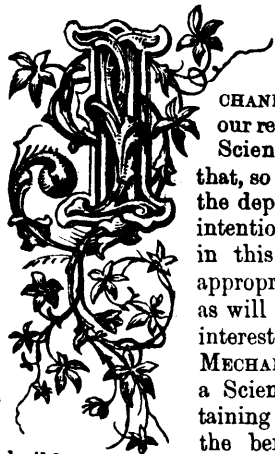 CHANI
our re
Scien
that, so
the dep
intentio
in this
appropr
as will
interest
MECHAN
a Scien
taining
the ben